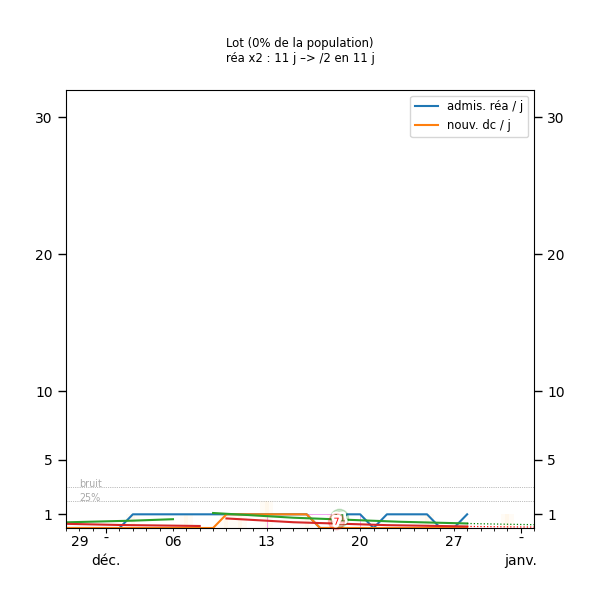 Lot (0% de la population)
réa x2 : 11 j –> /2 en 11 j
admis. réa / j
nouv. dc / j
30 30
20 20
10 10
5 5
bruit
25%
1 1
29 - 06 13 20 27 -
déc. janv.